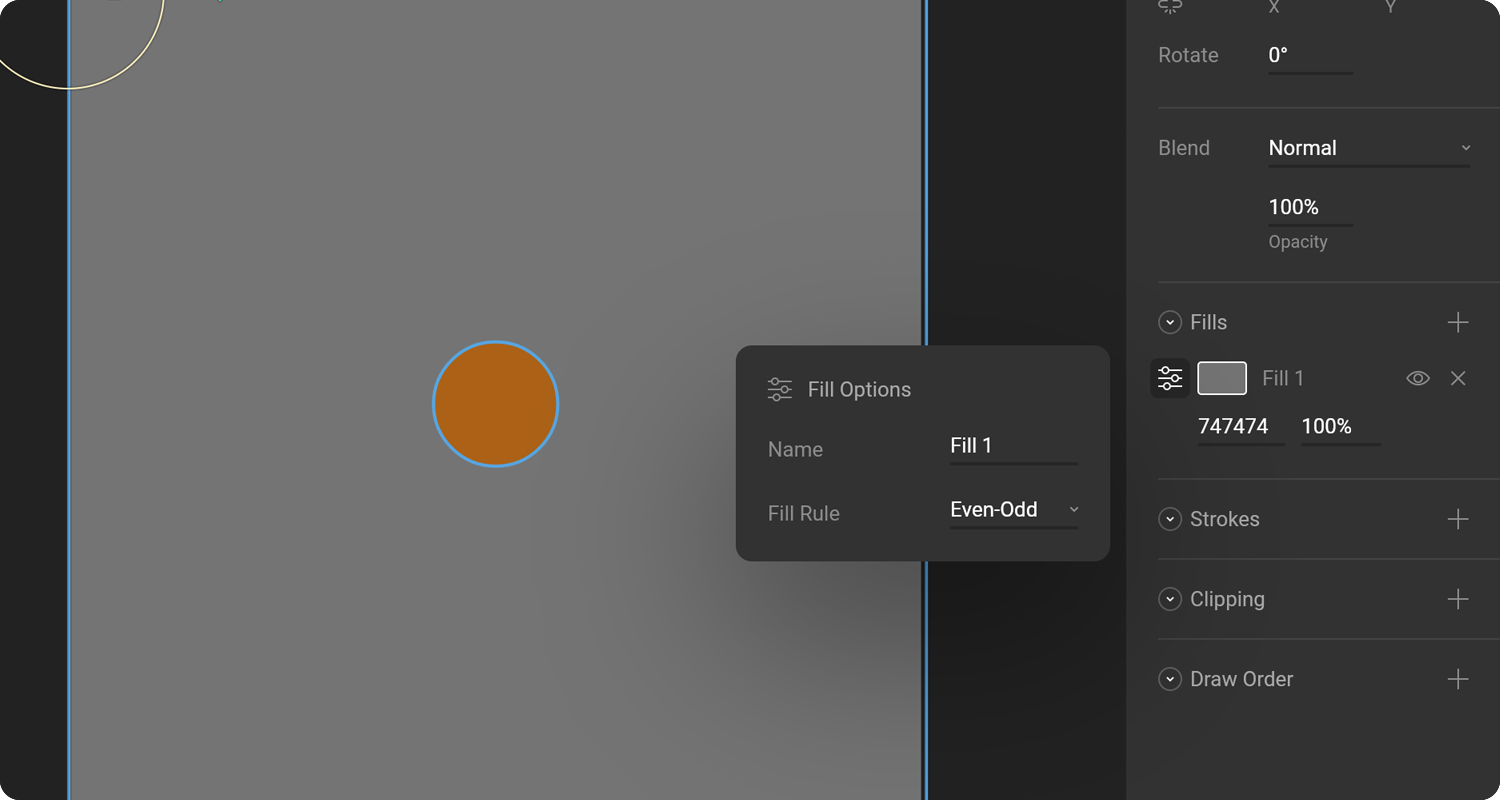 X Y
Rotate 0°
Blend Normal
100%
Opacity
Fills
Fill 1
747474 100%
Strokes
Clipping
Draw Order
Fill Options
Name Fill 1
Fill Rule Even-Odd